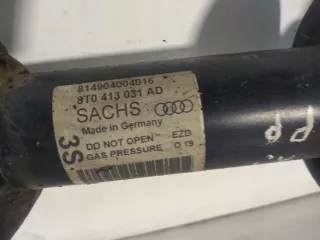 814904004016
8T0 413 031 AD
SACHS
Made in Germany
DO NOT OPEN EZD
GAS PRESSURE D 19
3S